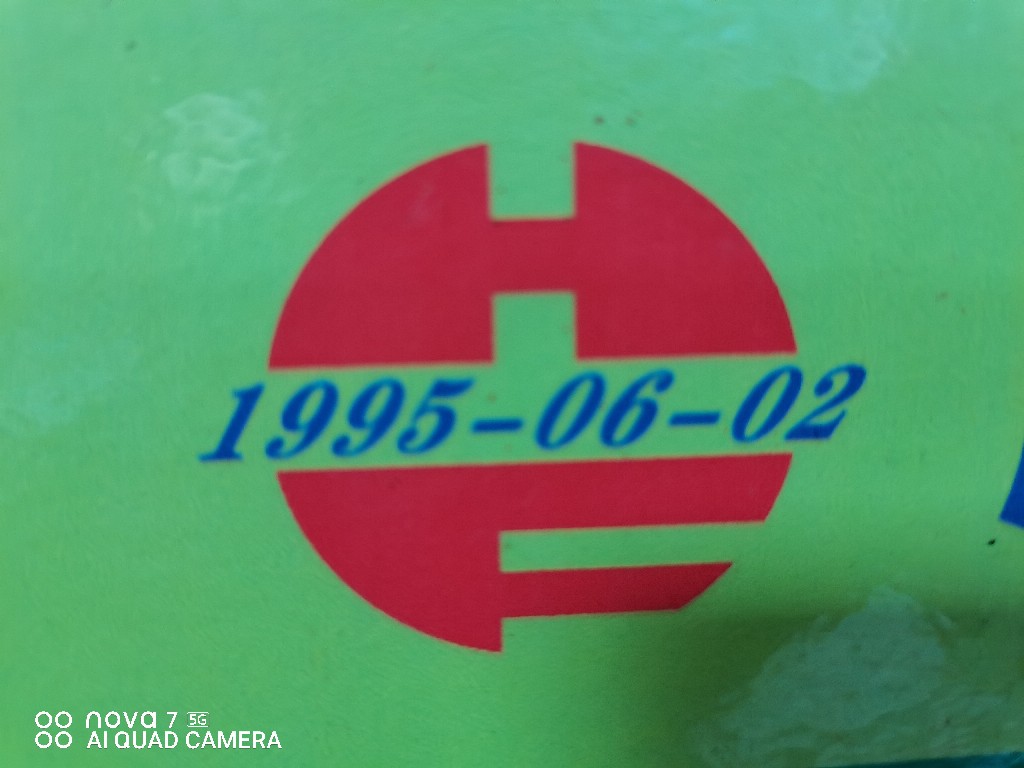 H
1995-06-02
F
nova 7 5G
AI QUAD CAMERA